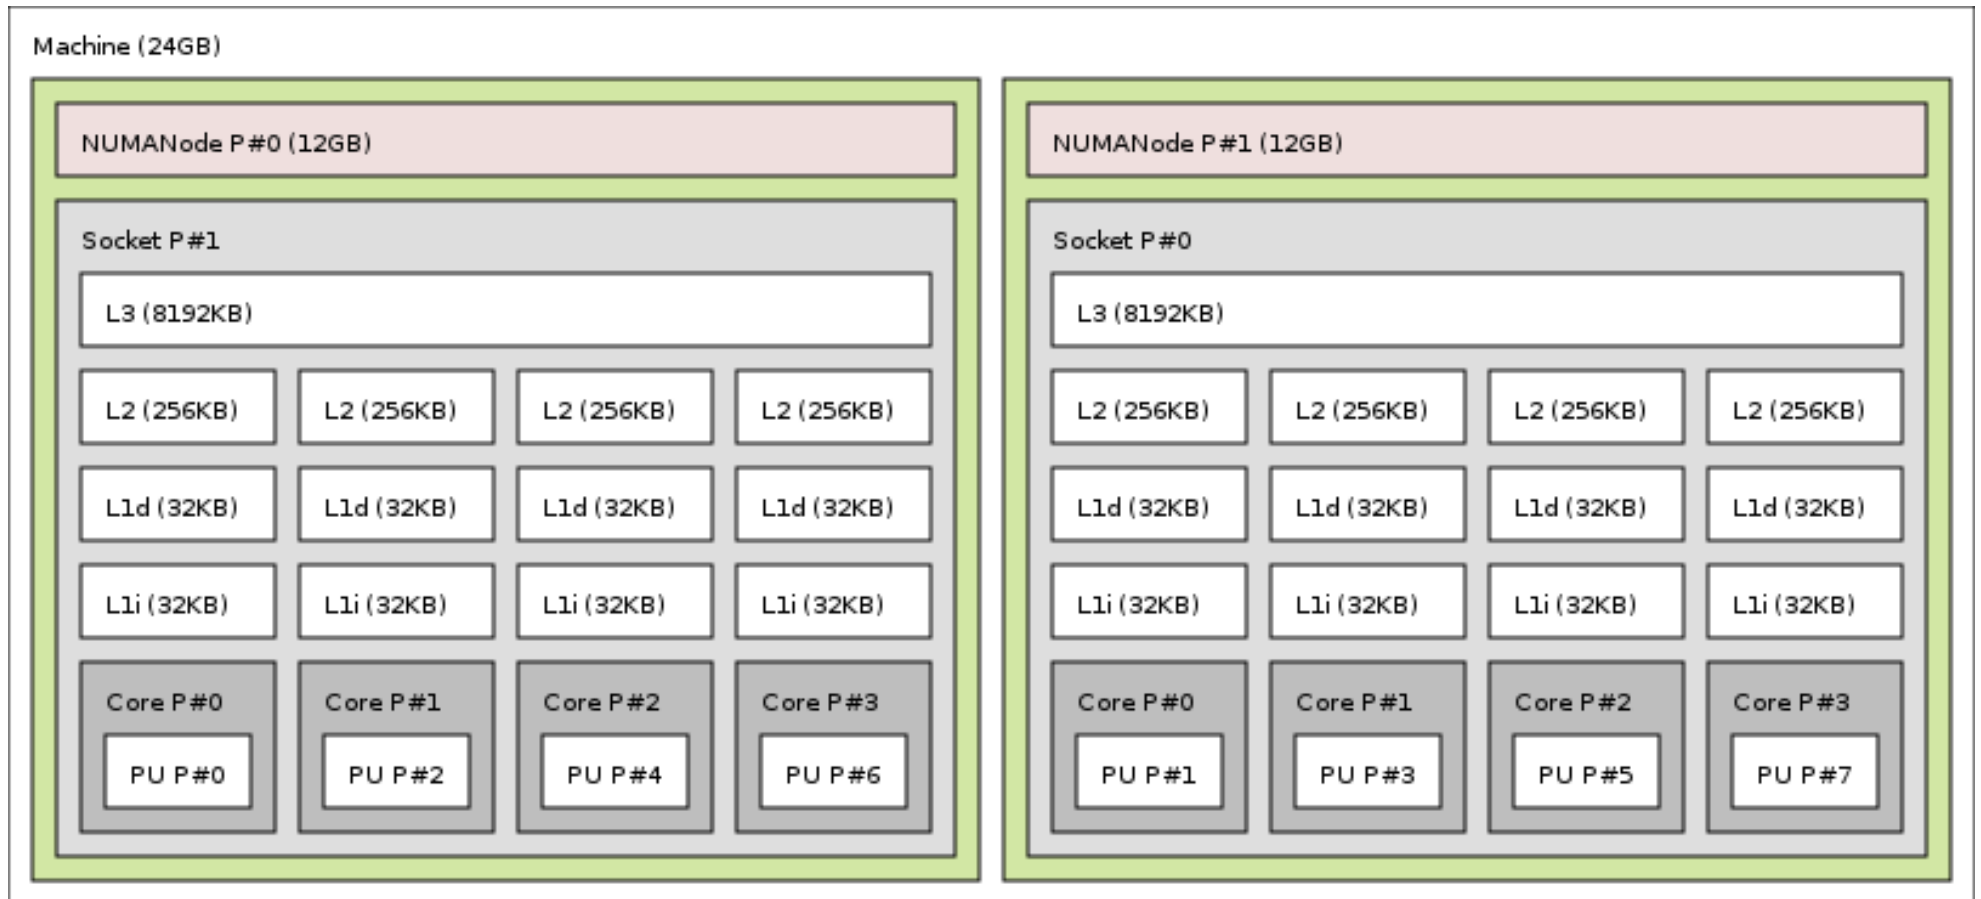 Machine (24GB)
NUMANode P#0 (12GB)
Socket P#1
L3 (8192KB)
L2 (256KB) L2 (256KB) L2 (256KB) L2 (256KB)
L1d (32KB) L1d (32KB) L1d (32KB) L1d (32KB)
L1i (32KB) L1i (32KB) L1i (32KB) L1i (32KB)
Core P#0 Core P#1 Core P#2 Core P#3
PU P#0 PU P#2 PU P#4 PU P#6
NUMANode P#1 (12GB)
Socket P#0
L3 (8192KB)
L2 (256KB) L2 (256KB) L2 (256KB) L2 (256KB)
L1d (32KB) L1d (32KB) L1d (32KB) L1d (32KB)
L1i (32KB) L1i (32KB) L1i (32KB) L1i (32KB)
Core P#0 Core P#1 Core P#2 Core P#3
PU P#1 PU P#3 PU P#5 PU P#7